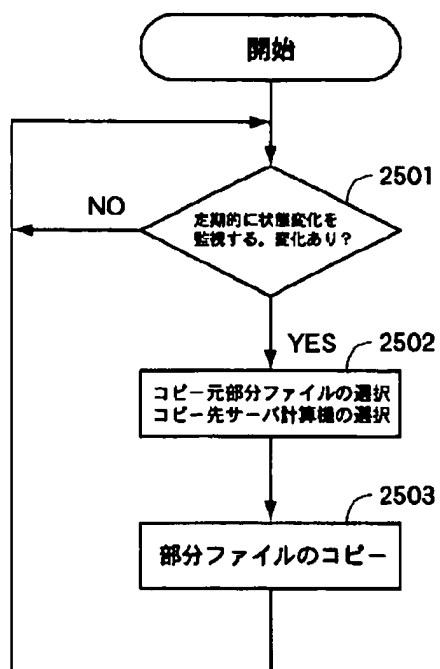 開始
2501
NO
定期的に状態変化を
監視する。変化あり？
YES
2502
コピー元部分ファイルの選択
コピー先サーバ計算機の選択
2503
部分ファイルのコピー